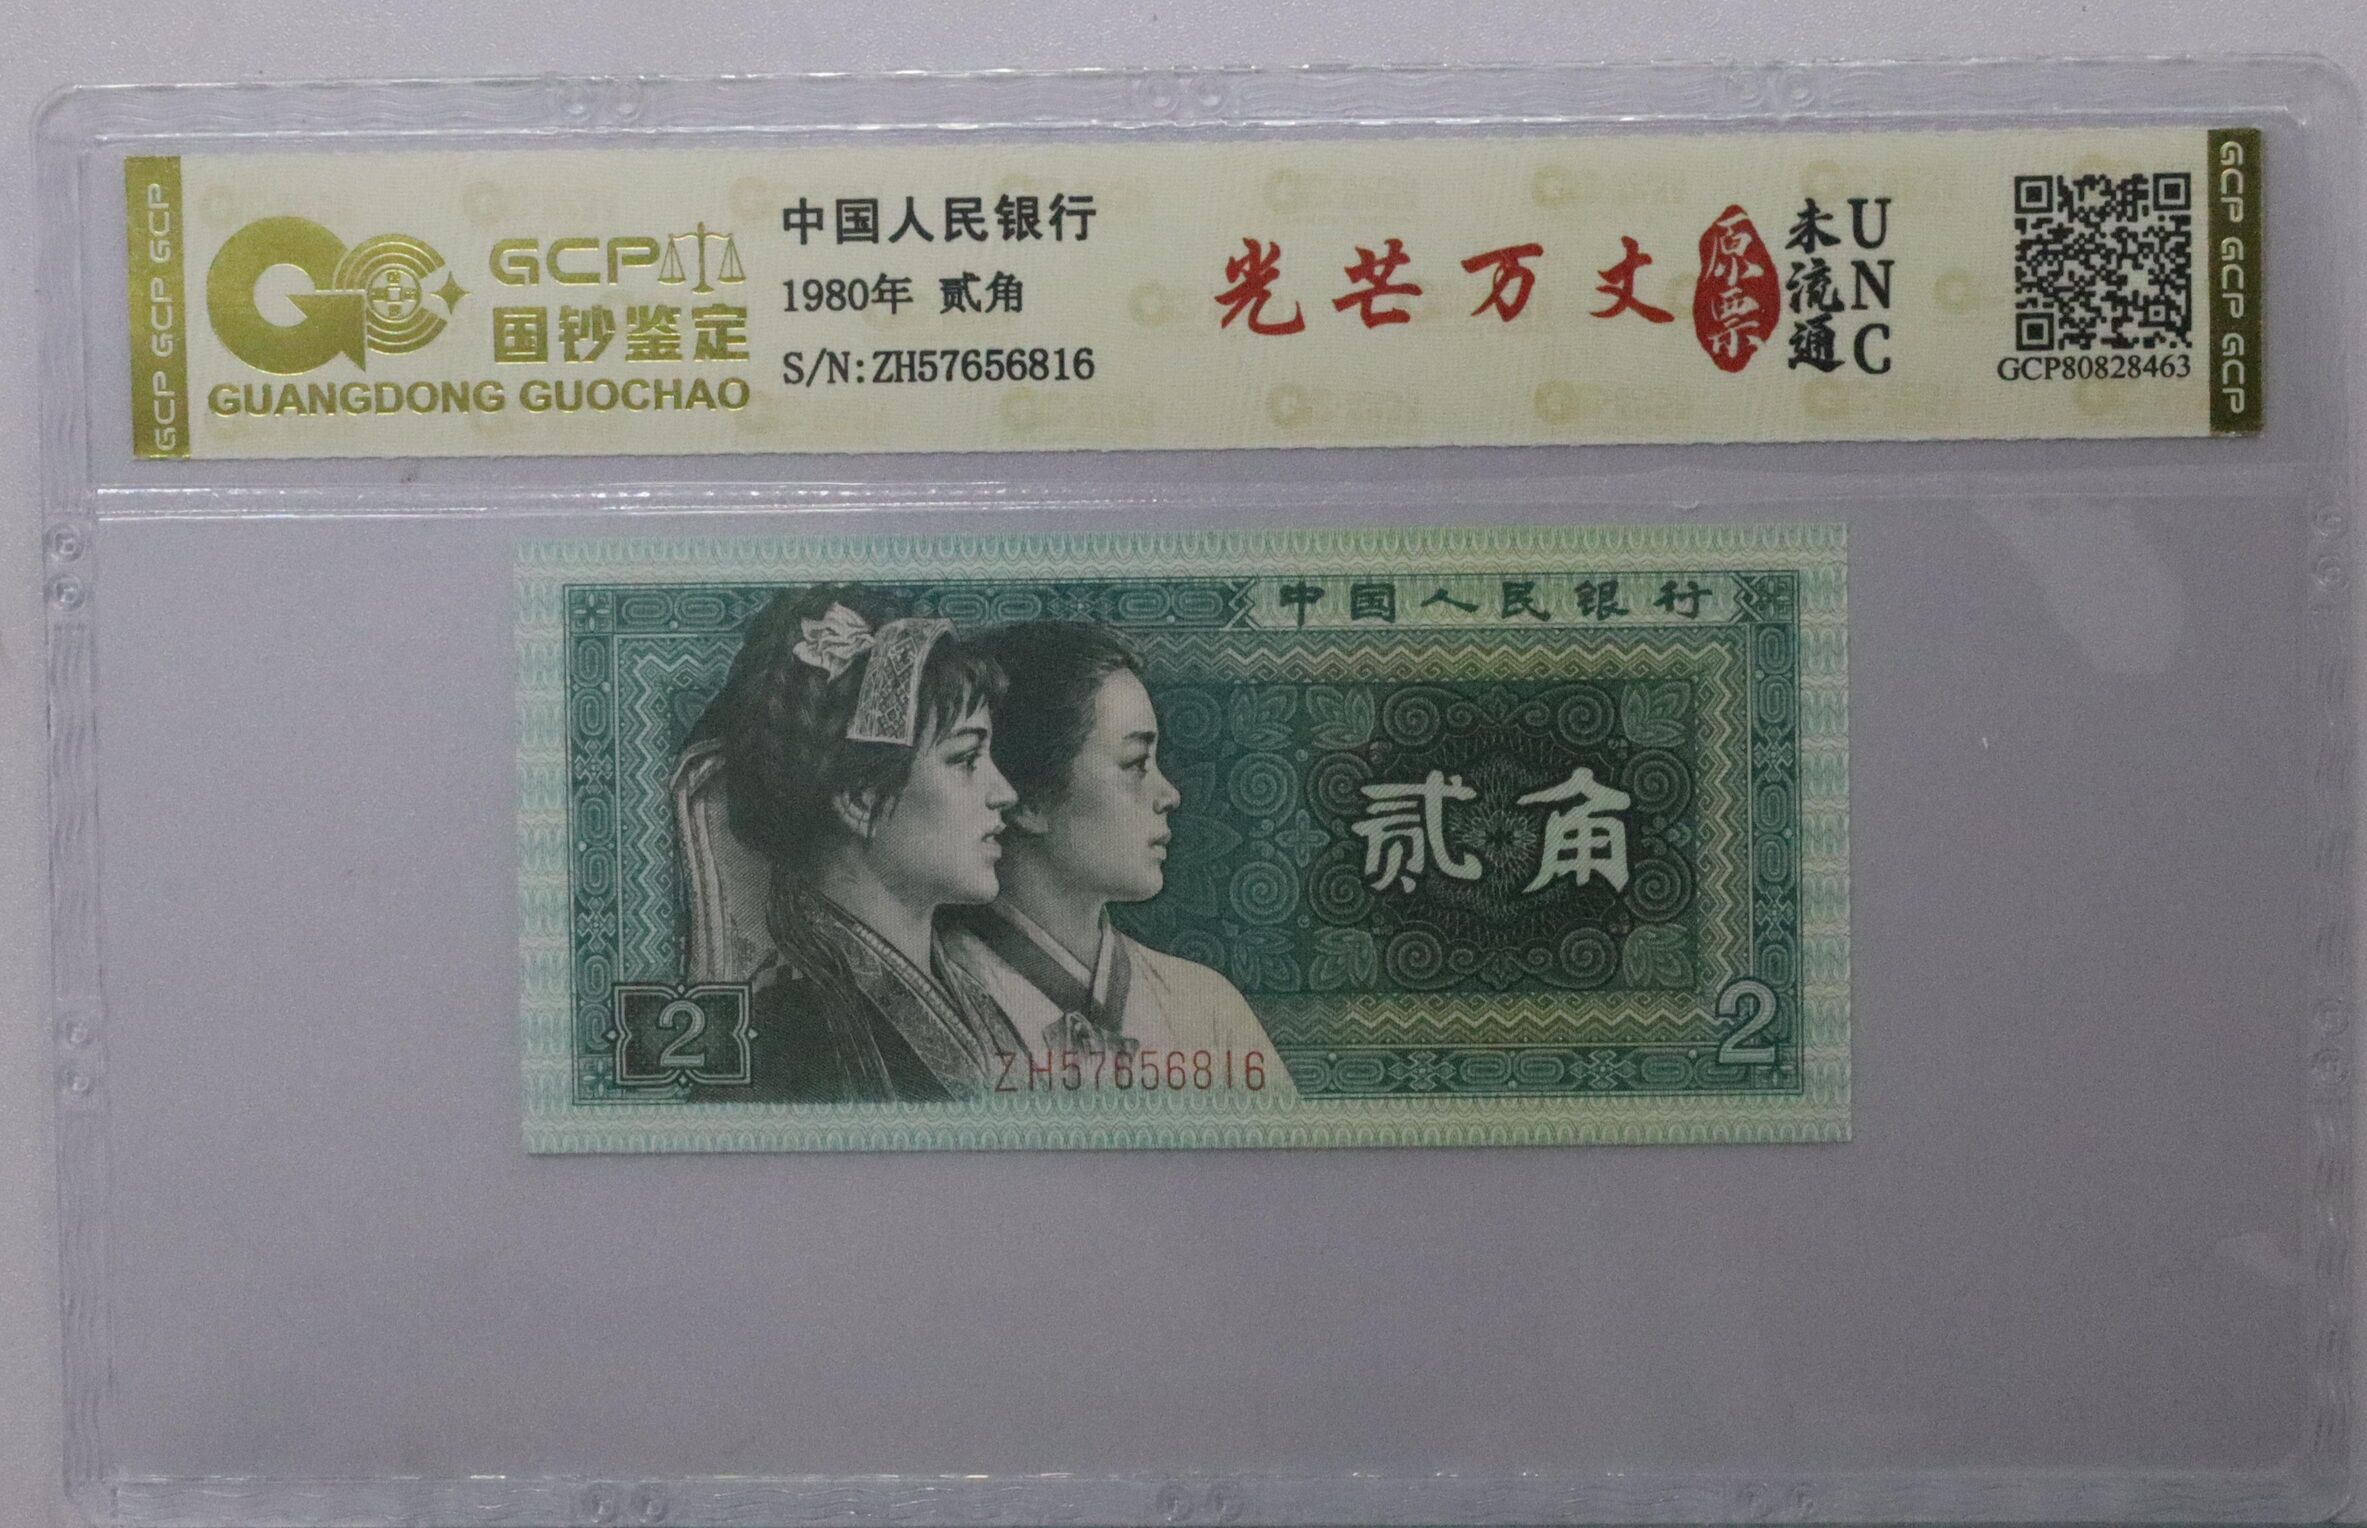 GCP GCP GCP
GCP
国钞鉴定
GUANGDONG GUOCHAO
中国人民银行
1980年 贰角
S/N:ZH57656816
光芒万丈
原票
未流通
UNC
GCP80828463
GCP GCP GCP
中国人民银行
贰角
2
2
ZH57656816